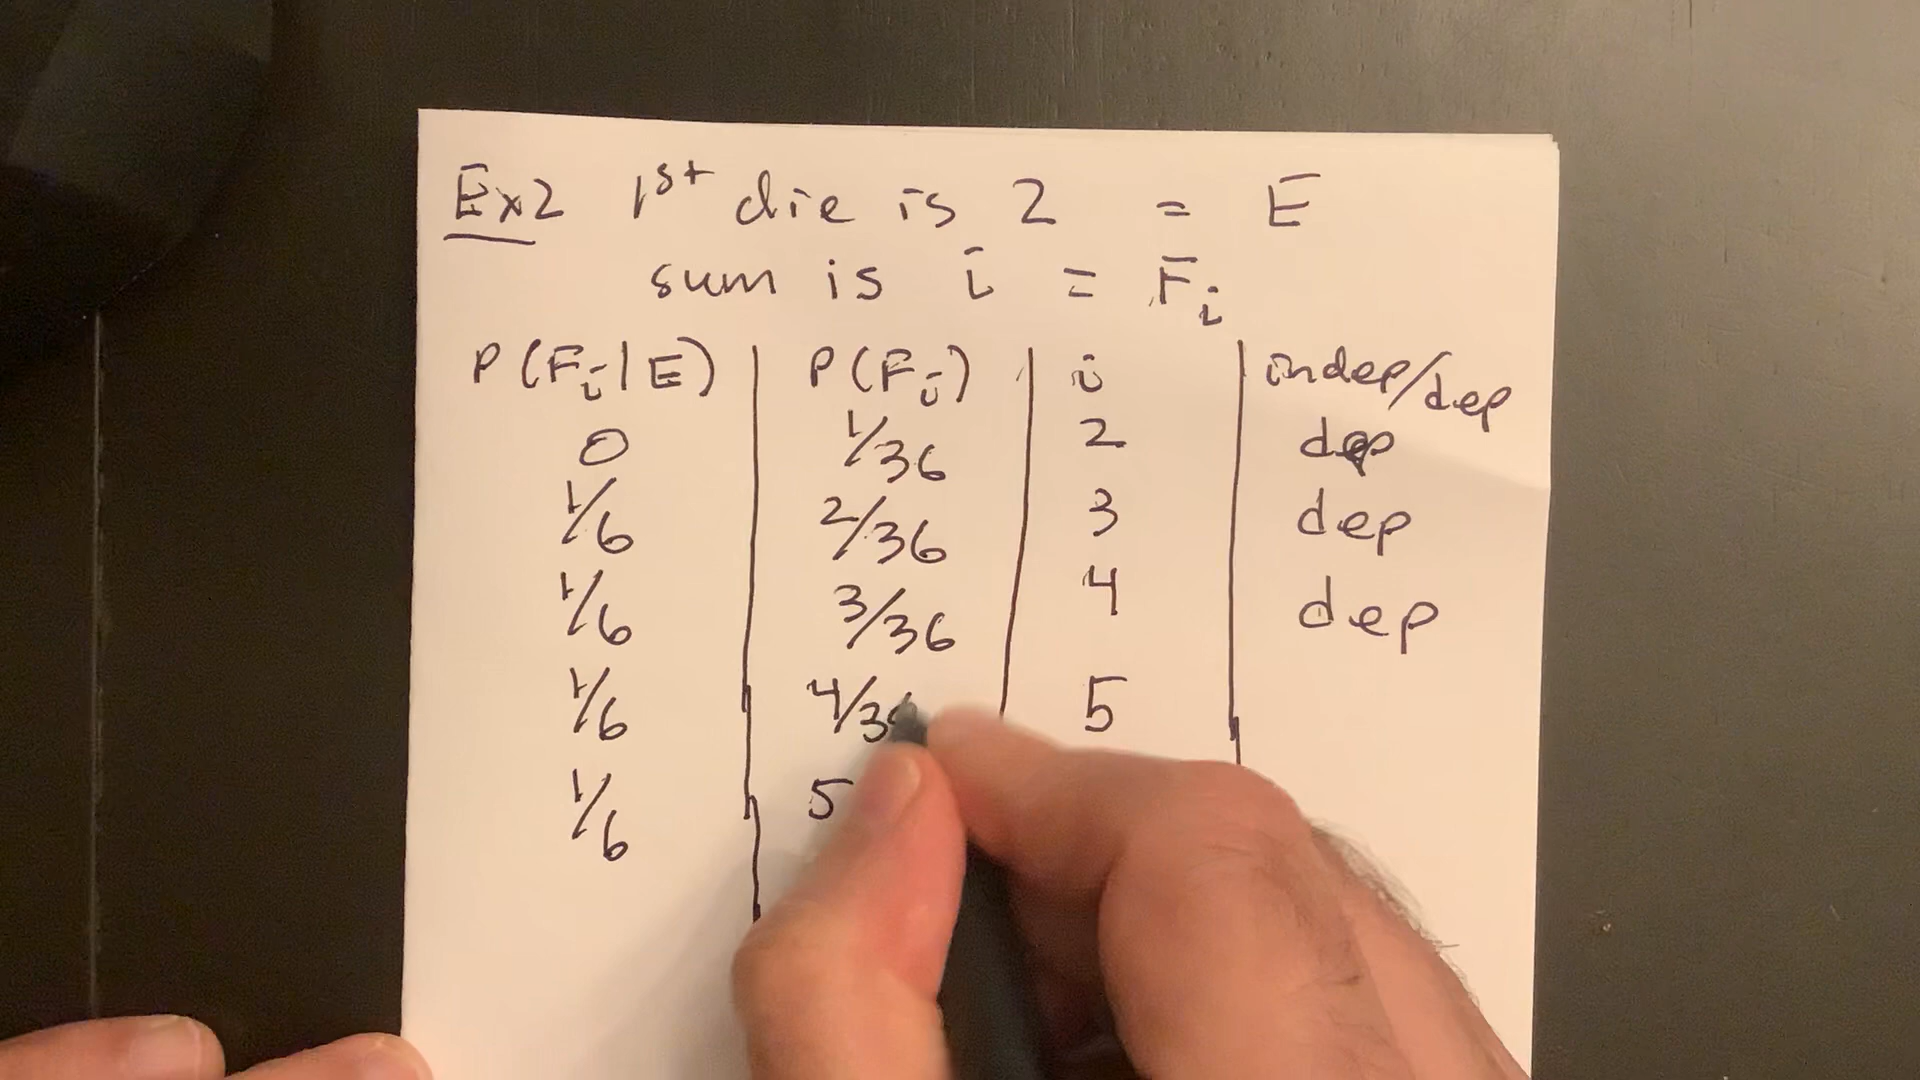 Ex2 1st die is 2 = E
sum is i = Fi
P(Fi|E) | P(Fi) | i | indep/dep
0 | 1/36 | 2 | dep
1/6 | 2/36 | 3 | dep
1/6 | 3/36 | 4 | dep
1/6 | 4/36 | 5
1/6 | 5